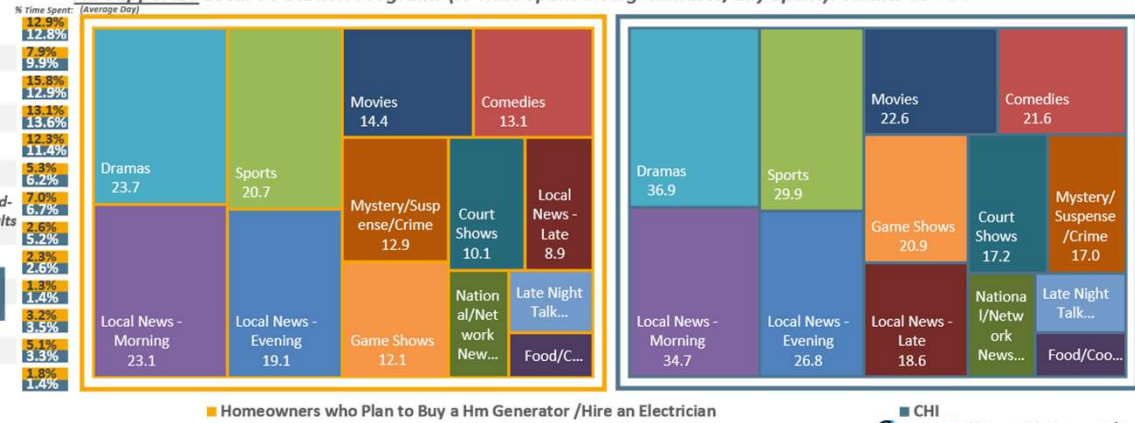 % Time Spent: (Average Day)
12.9%
12.8%
7.9%
9.9%
15.8%
12.9%
13.1%
13.6%
12.3%
11.4%
5.3%
6.2%
7.0%
6.7%
2.6%
5.2%
2.3%
2.6%
1.3%
1.4%
3.2%
3.5%
5.1%
3.3%
1.8%
1.4%
d-
lts
Dramas
23.7
Sports
20.7
Movies
14.4
Comedies
13.1
Mystery/Susp
ense/Crime
12.9
Court
Shows
10.1
Local
News -
Late
8.9
Local News -
Morning
23.1
Local News -
Evening
19.1
Game Shows
12.1
Nation
al/Net
work
New...
Late Night
Talk...
Food/C...
Dramas
36.9
Sports
29.9
Movies
22.6
Comedies
21.6
Game Shows
20.9
Court
Shows
17.2
Mystery/
Suspense
/Crime
17.0
Local News -
Morning
34.7
Local News -
Evening
26.8
Local News -
Late
18.6
Nationa
l/Netw
ork
News...
Late Night
Talk...
Food/Coo...
Homeowners who Plan to Buy a Hm Generator /Hire an Electrician
CHI